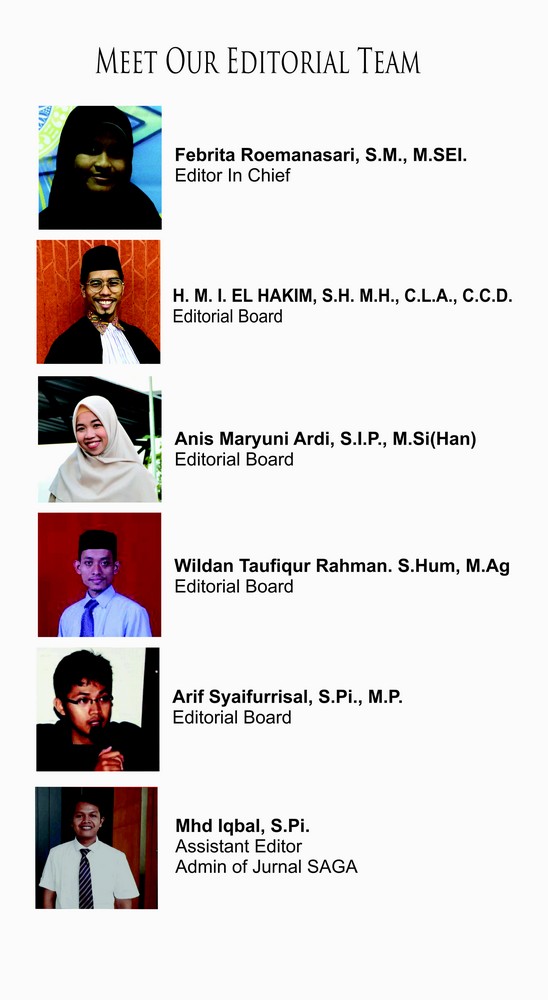 MEET OUR EDITORIAL TEAM
Febrita Roemanasari, S.M., M.SEI.
Editor In Chief
H. M. I. EL HAKIM, S.H. M.H., C.L.A., C.C.D.
Editorial Board
Anis Maryuni Ardi, S.I.P., M.Si(Han)
Editorial Board
Wildan Taufiqur Rahman. S.Hum, M.Ag
Editorial Board
Arif Syaifurrisal, S.Pi., M.P.
Editorial Board
Mhd Iqbal, S.Pi.
Assistant Editor
Admin of Jurnal SAGA